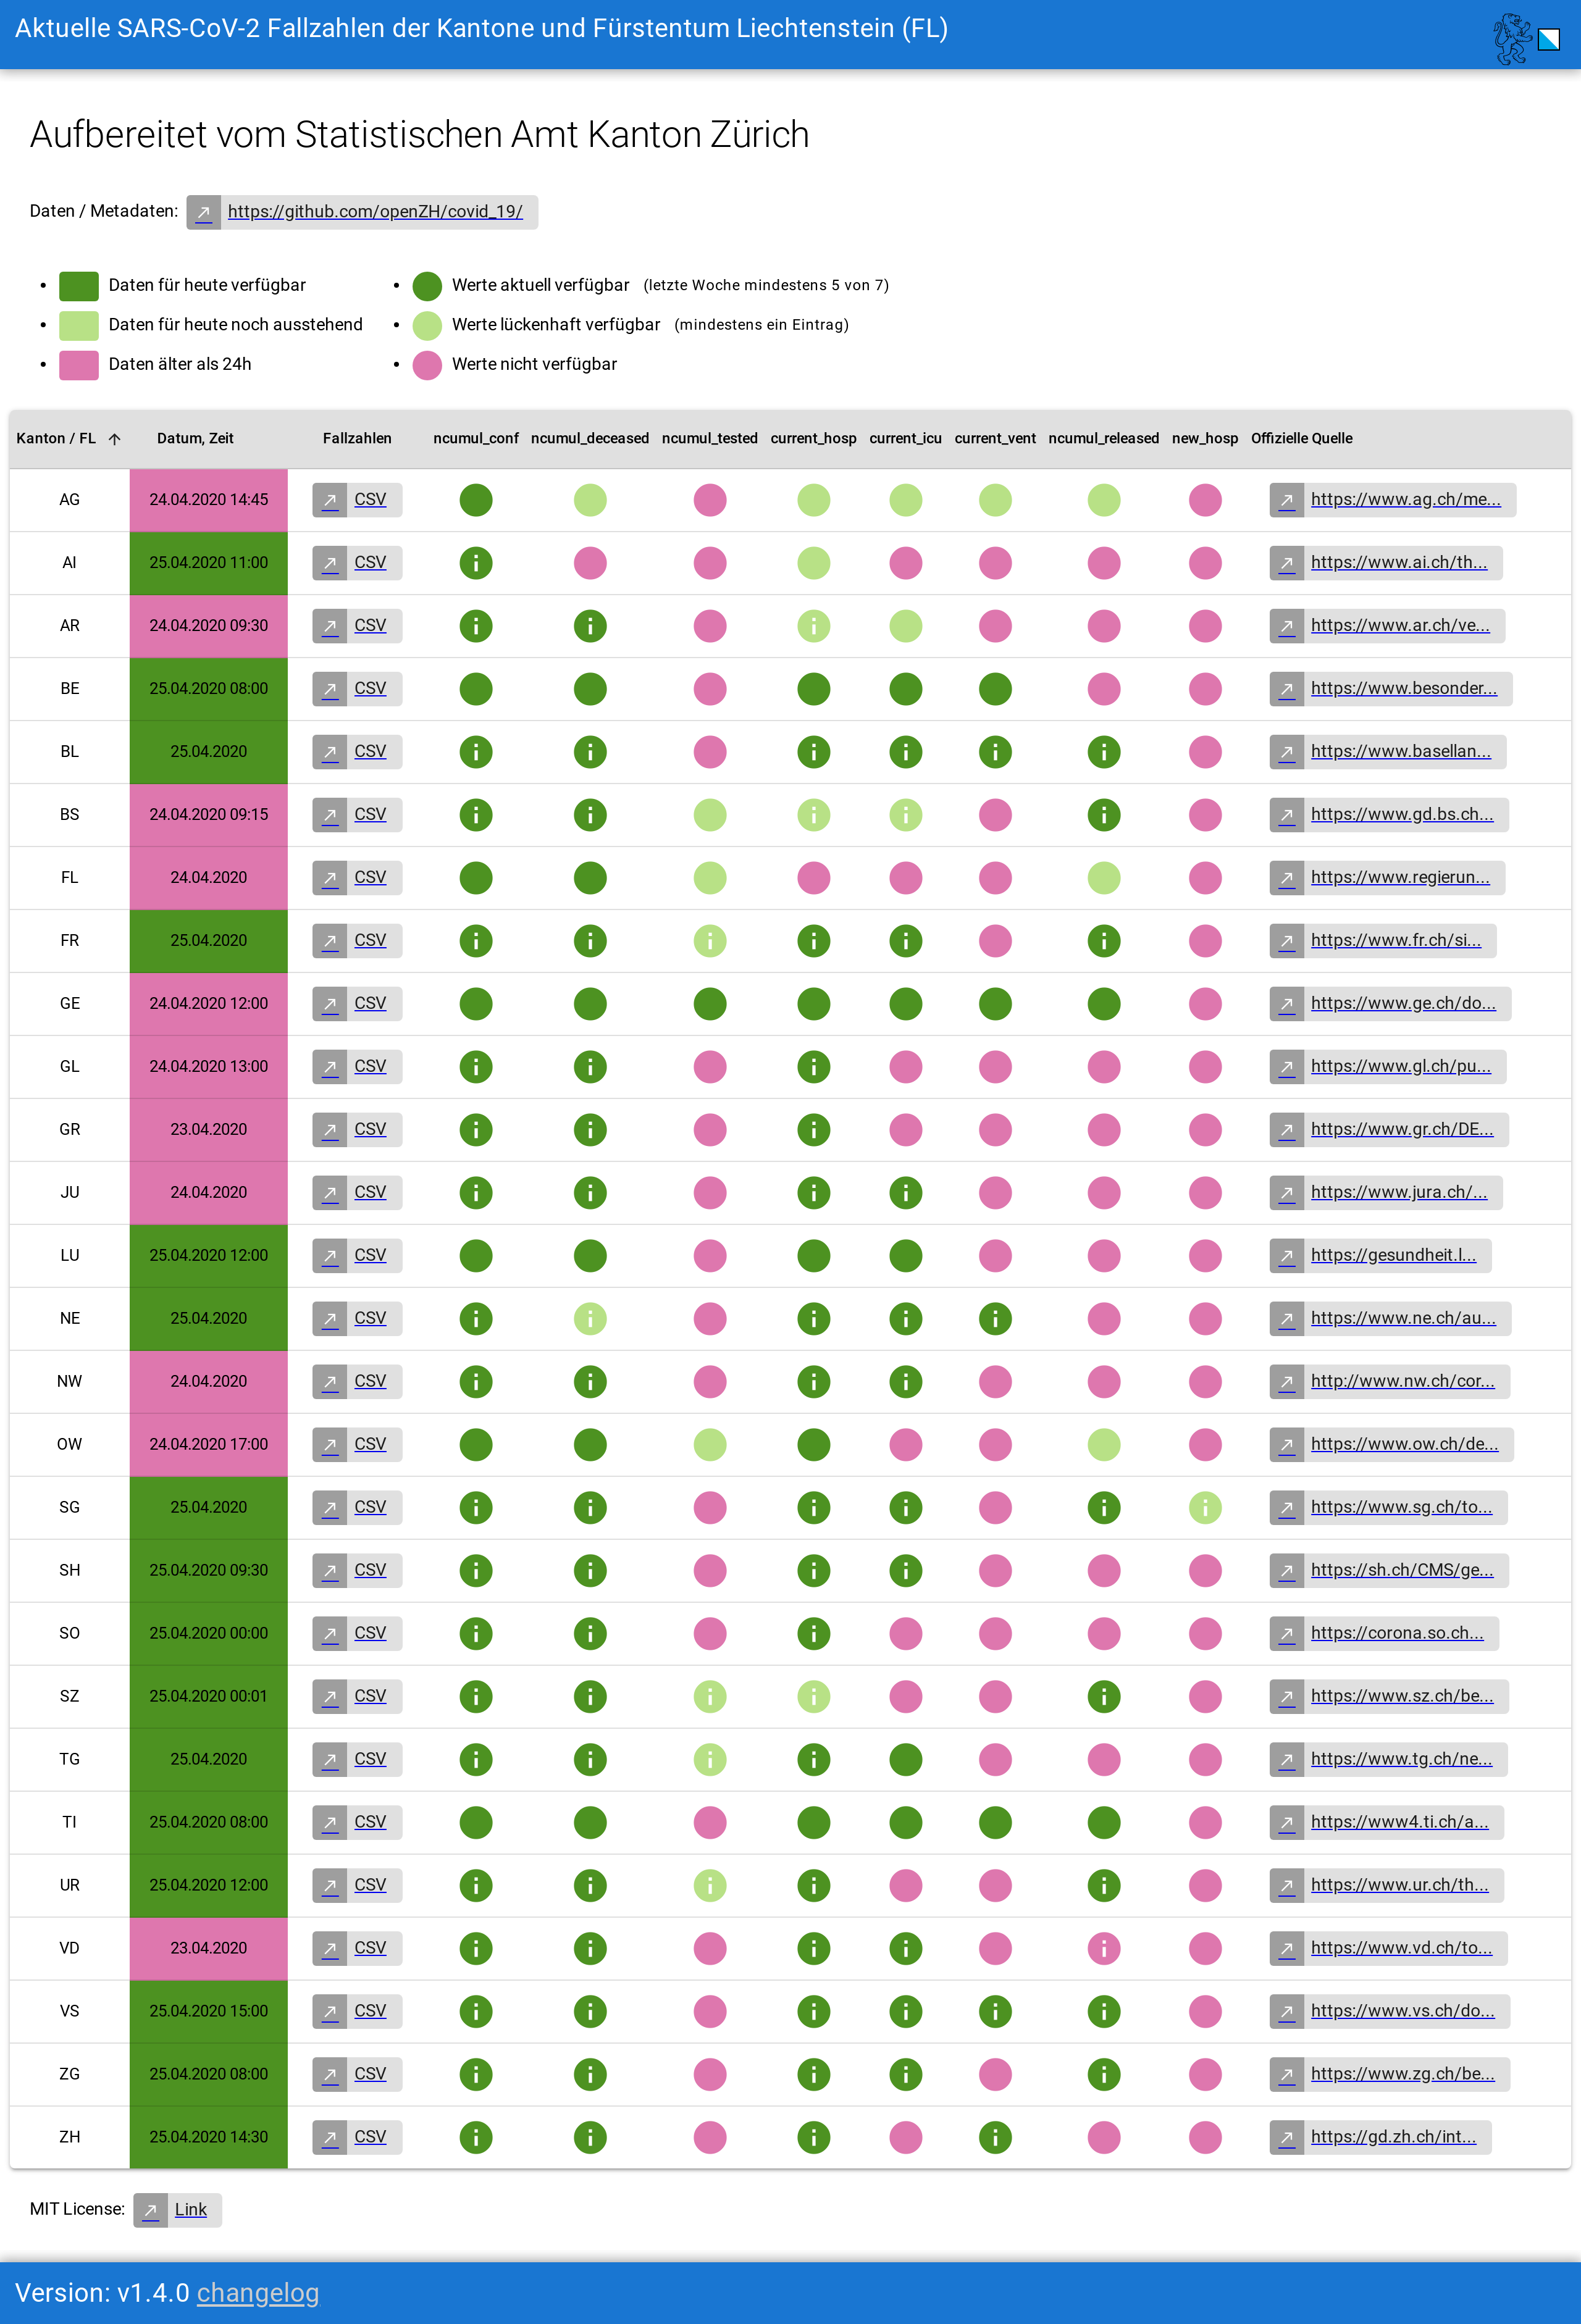 Aktuelle SARS-CoV-2 Fallzahlen der Kantone und Fürstentum Liechtenstein (FL)
Aufbereitet vom Statistischen Amt Kanton Zürich
Daten / Metadaten: https://github.com/openZH/covid_19/
Daten für heute verfügbar
Daten für heute noch ausstehend
Daten älter als 24h
Werte aktuell verfügbar (letzte Woche mindestens 5 von 7)
Werte lückenhaft verfügbar (mindestens ein Eintrag)
Werte nicht verfügbar
Kanton / FL Datum, Zeit Fallzahlen ncumul_conf ncumul_deceased ncumul_tested current_hosp current_icu current_vent ncumul_released new_hosp Offizielle Quelle
AG 24.04.2020 14:45 CSV https://www.ag.ch/me...
AI 25.04.2020 11:00 CSV https://www.ai.ch/th...
AR 24.04.2020 09:30 CSV https://www.ar.ch/ve...
BE 25.04.2020 08:00 CSV https://www.besonder...
BL 25.04.2020 CSV https://www.basellan...
BS 24.04.2020 09:15 CSV https://www.gd.bs.ch...
FL 24.04.2020 CSV https://www.regierun...
FR 25.04.2020 CSV https://www.fr.ch/si...
GE 24.04.2020 12:00 CSV https://www.ge.ch/do...
GL 24.04.2020 13:00 CSV https://www.gl.ch/pu...
GR 23.04.2020 CSV https://www.gr.ch/DE...
JU 24.04.2020 CSV https://www.jura.ch/...
LU 25.04.2020 12:00 CSV https://gesundheit.l...
NE 25.04.2020 CSV https://www.ne.ch/au...
NW 24.04.2020 CSV http://www.nw.ch/cor...
OW 24.04.2020 17:00 CSV https://www.ow.ch/de...
SG 25.04.2020 CSV https://www.sg.ch/to...
SH 25.04.2020 09:30 CSV https://sh.ch/CMS/ge...
SO 25.04.2020 00:00 CSV https://corona.so.ch...
SZ 25.04.2020 00:01 CSV https://www.sz.ch/be...
TG 25.04.2020 CSV https://www.tg.ch/ne...
TI 25.04.2020 08:00 CSV https://www4.ti.ch/a...
UR 25.04.2020 12:00 CSV https://www.ur.ch/th...
VD 23.04.2020 CSV https://www.vd.ch/to...
VS 25.04.2020 15:00 CSV https://www.vs.ch/do...
ZG 25.04.2020 08:00 CSV https://www.zg.ch/be...
ZH 25.04.2020 14:30 CSV https://gd.zh.ch/int...
MIT License: Link
Version: v1.4.0 changelog